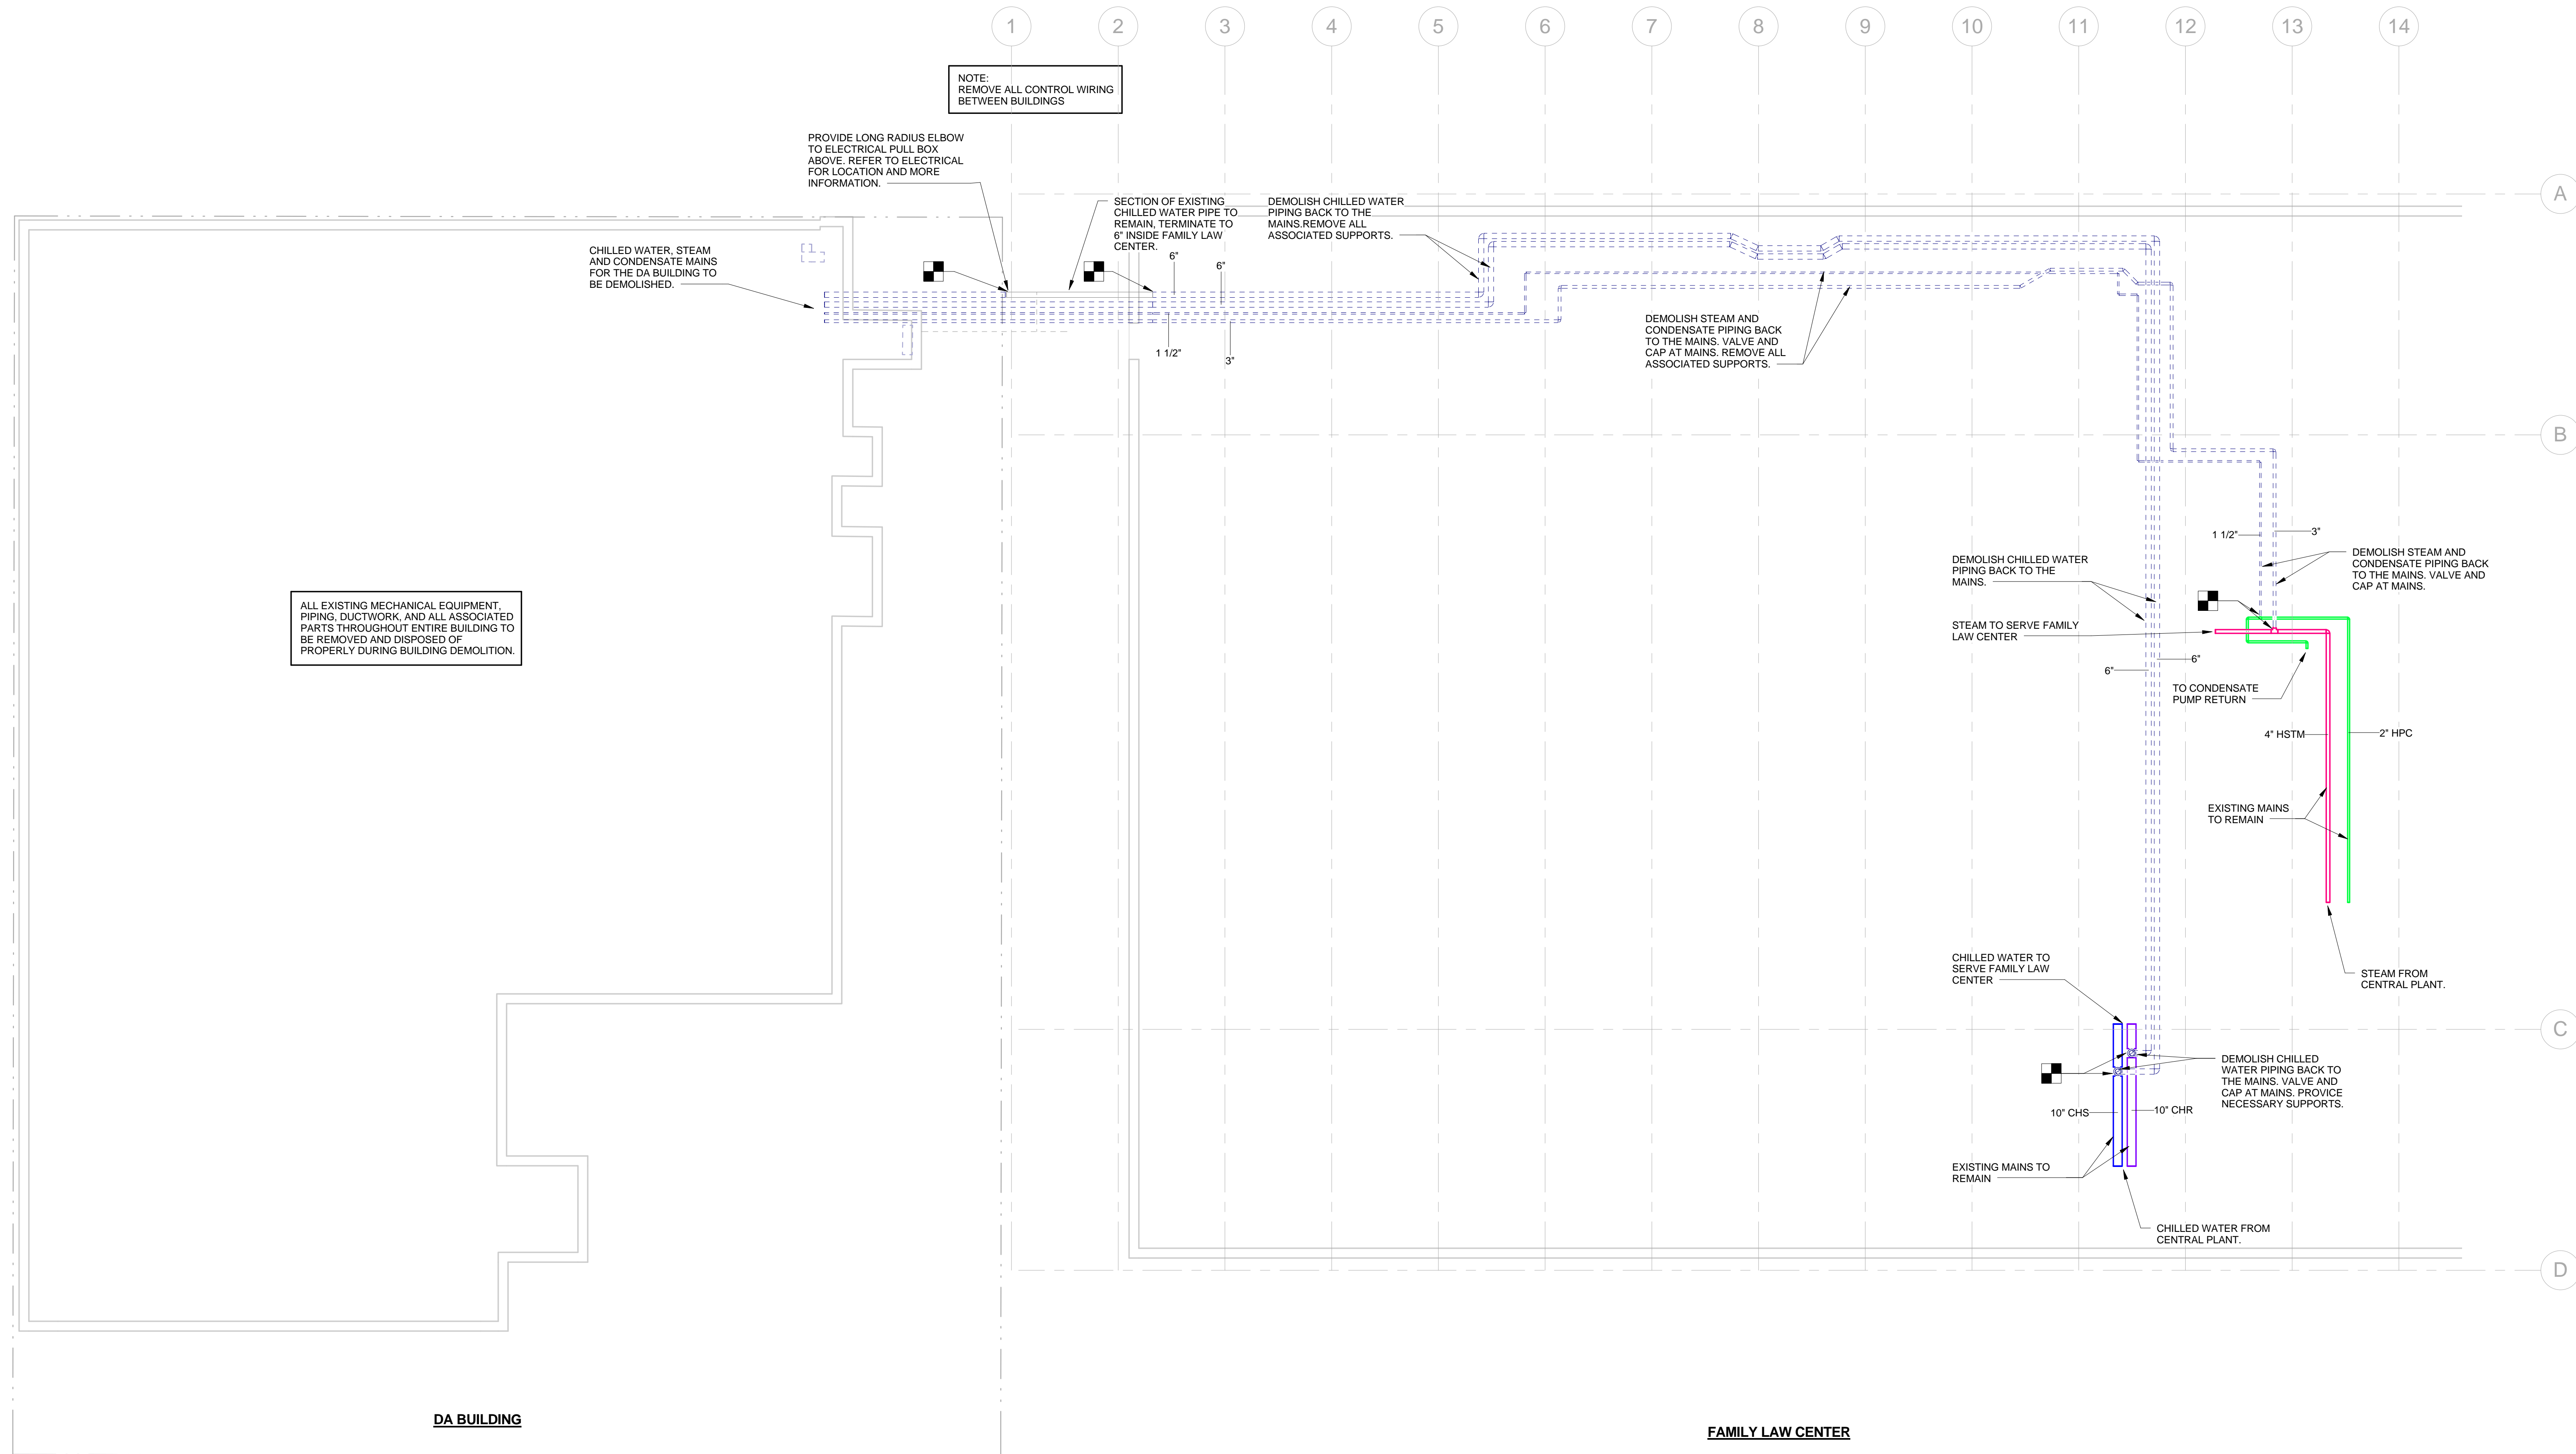 1 2 3 4 5 6 7 8 9 10 11 12 13 14
NOTE:
REMOVE ALL CONTROL WIRING
BETWEEN BUILDINGS
PROVIDE LONG RADIUS ELBOW
TO ELECTRICAL PULL BOX
ABOVE. REFER TO ELECTRICAL
FOR LOCATION AND MORE
INFORMATION.
A
SECTION OF EXISTING
CHILLED WATER PIPE TO
REMAIN, TERMINATE TO
6" INSIDE FAMILY LAW
CENTER.
DEMOLISH CHILLED WATER
PIPING BACK TO THE
MAINS.REMOVE ALL
ASSOCIATED SUPPORTS.
CHILLED WATER, STEAM
AND CONDENSATE MAINS
FOR THE DA BUILDING TO
BE DEMOLISHED.
6"
6"
1 1/2"
3"
DEMOLISH STEAM AND
CONDENSATE PIPING BACK
TO THE MAINS. VALVE AND
CAP AT MAINS. REMOVE ALL
ASSOCIATED SUPPORTS.
B
1 1/2"
3"
DEMOLISH STEAM AND
CONDENSATE PIPING BACK
TO THE MAINS. VALVE AND
CAP AT MAINS.
DEMOLISH CHILLED WATER
PIPING BACK TO THE
MAINS.
ALL EXISTING MECHANICAL EQUIPMENT,
PIPING, DUCTWORK, AND ALL ASSOCIATED
PARTS THROUGHOUT ENTIRE BUILDING TO
BE REMOVED AND DISPOSED OF
PROPERLY DURING BUILDING DEMOLITION.
STEAM TO SERVE FAMILY
LAW CENTER
6"
6"
TO CONDENSATE
PUMP RETURN
4" HSTM
2" HPC
EXISTING MAINS
TO REMAIN
CHILLED WATER TO
SERVE FAMILY LAW
CENTER
STEAM FROM
CENTRAL PLANT.
C
DEMOLISH CHILLED
WATER PIPING BACK TO
THE MAINS. VALVE AND
CAP AT MAINS. PROVICE
NECESSARY SUPPORTS.
10" CHS
10" CHR
EXISTING MAINS TO
REMAIN
CHILLED WATER FROM
CENTRAL PLANT.
D
DA BUILDING
FAMILY LAW CENTER